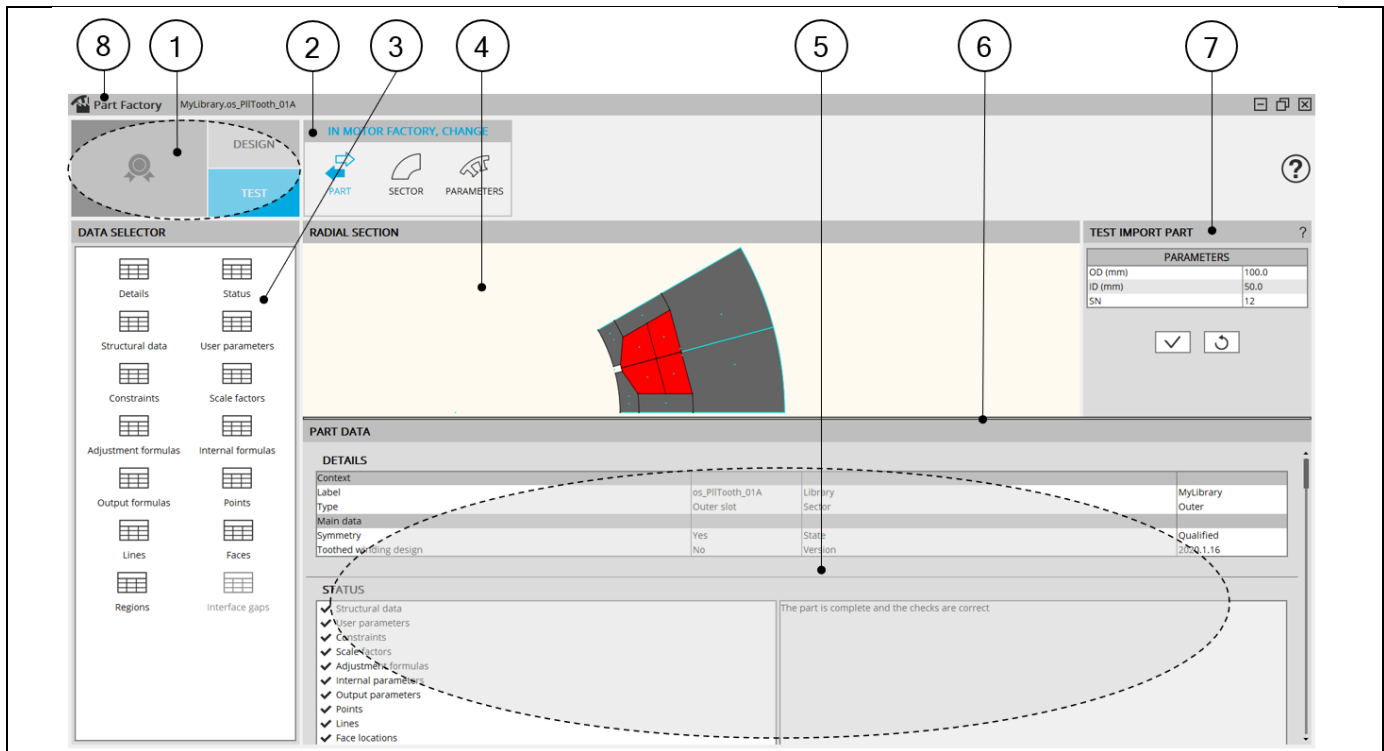 8 1 2 3 4 5 6 7
Part Factory MyLibrary.os_PllTooth_01A
DESIGN
TEST
IN MOTOR FACTORY, CHANGE
PART SECTOR PARAMETERS
?
DATA SELECTOR
Details Status
Structural data User parameters
Constraints Scale factors
Adjustment formulas Internal formulas
Output formulas Points
Lines Faces
Regions Interface gaps
RADIAL SECTION
TEST IMPORT PART ?
PARAMETERS
OD (mm) 100.0
ID (mm) 50.0
SN 12
PART DATA
DETAILS
Context
Label os_PllTooth_01A Library MyLibrary
Type Outer slot Sector Outer
Main data
Symmetry Yes State Qualified
Toothed winding design No Version 2020.1.16
STATUS
Structural data
User parameters
Constraints
Scale factors
Adjustment formulas
Internal parameters
Output parameters
Points
Lines
Face locations
The part is complete and the checks are correct